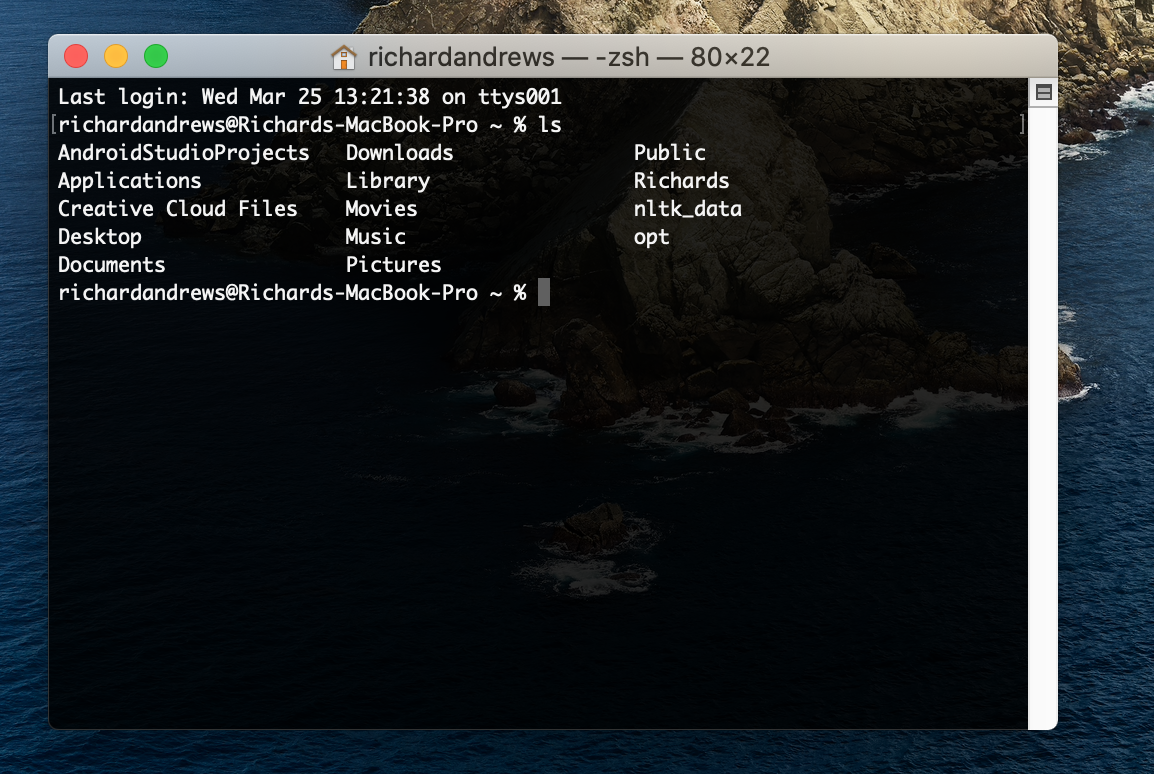 richardandrews — -zsh — 80×22
Last login: Wed Mar 25 13:21:38 on ttys001
[richardandrews@Richards-MacBook-Pro ~ % ls ]
AndroidStudioProjects Downloads Public
Applications Library Richards
Creative Cloud Files Movies nltk_data
Desktop Music opt
Documents Pictures
richardandrews@Richards-MacBook-Pro ~ %